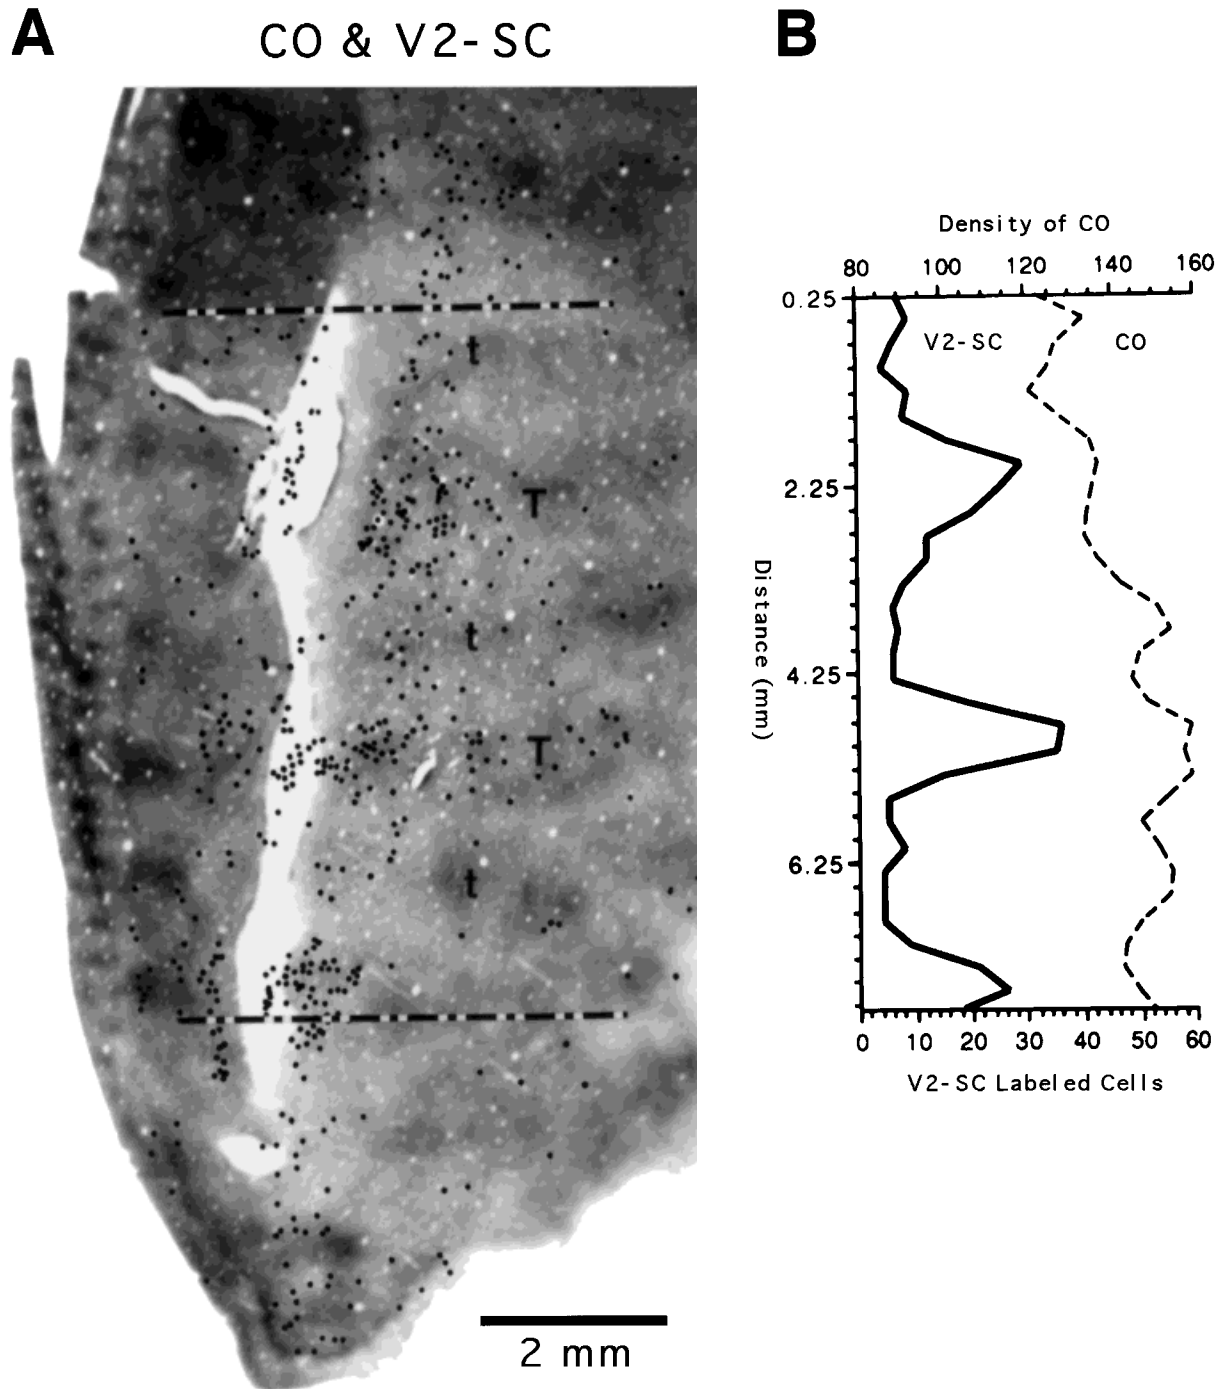 A
CO & V2-SC
t
T
t
T
t
2 mm
B
Density of CO
80 100 120 140 160
0.25
V2-SC
CO
2.25
4.25
6.25
Distance (mm)
0 10 20 30 40 50 60
V2-SC Labeled Cells